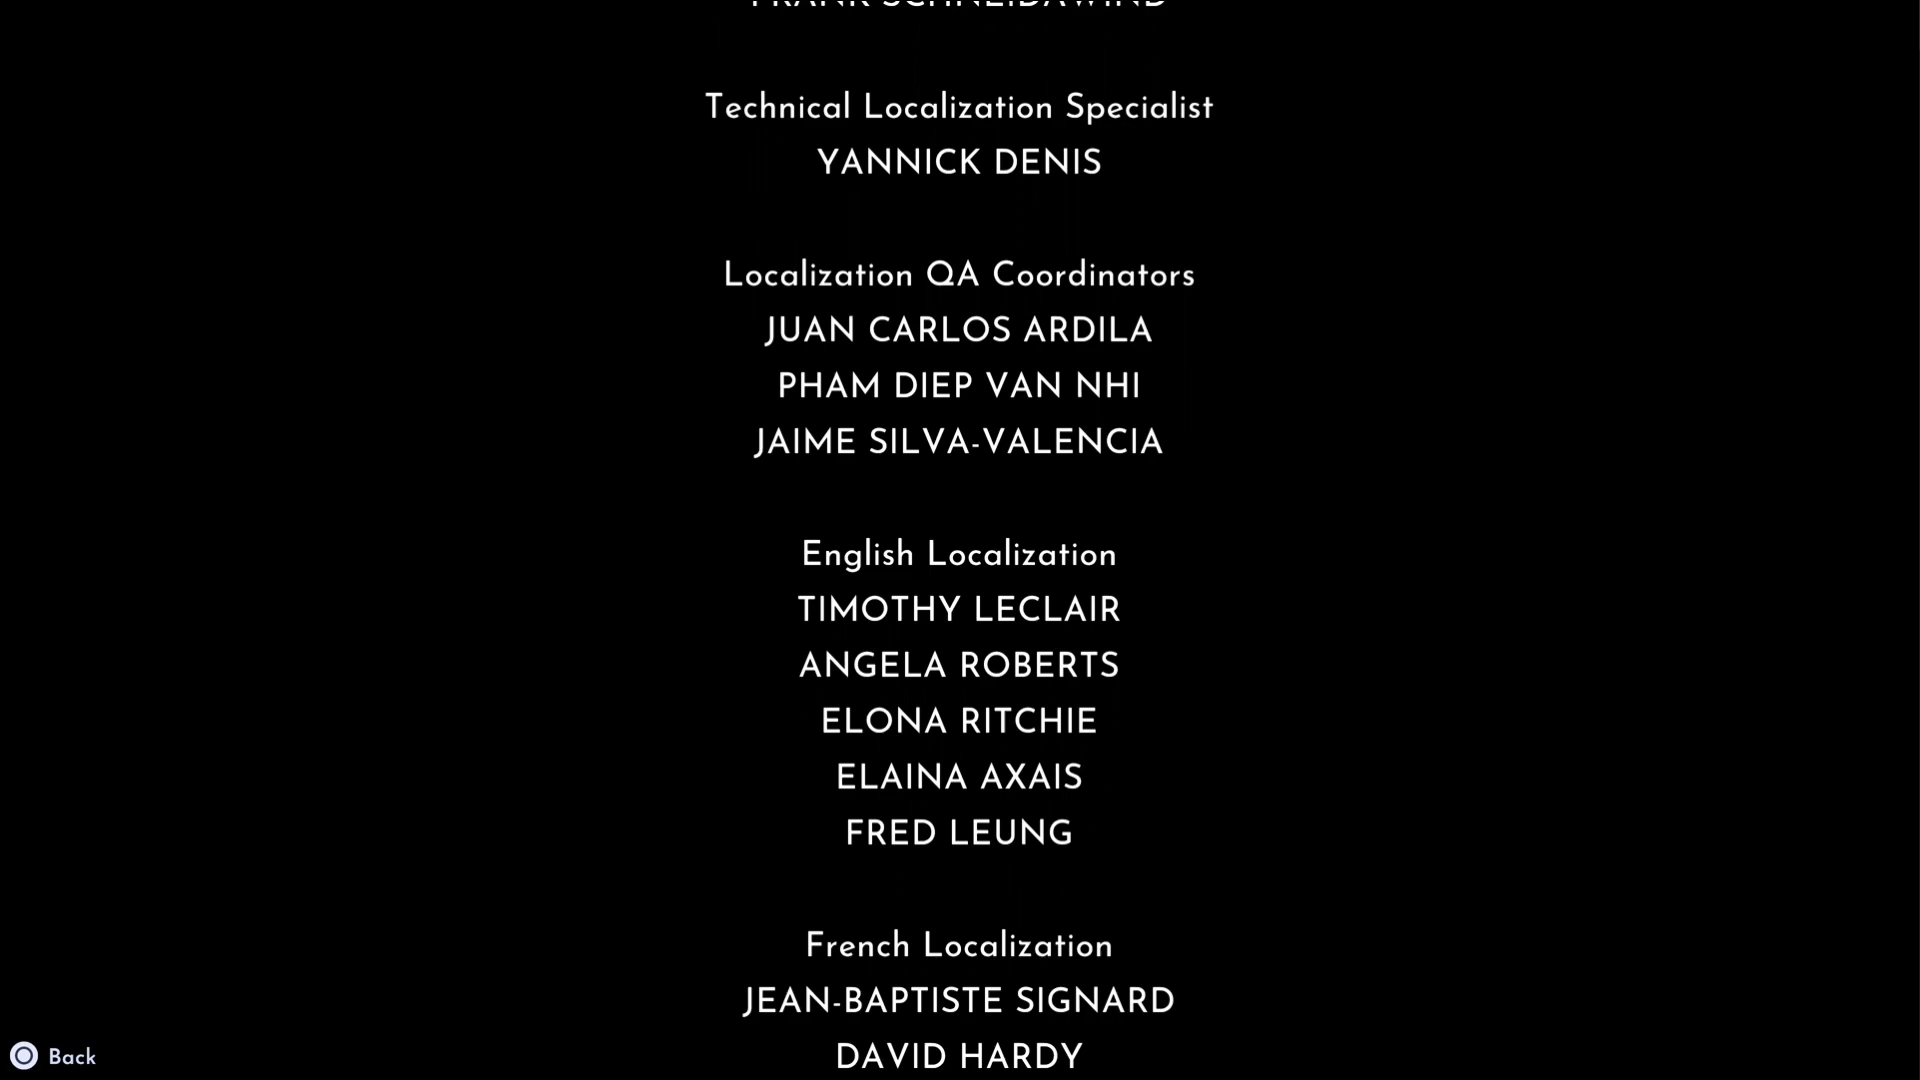 FRANK SCHNEIDAWIND
Technical Localization Specialist
YANNICK DENIS
Localization QA Coordinators
JUAN CARLOS ARDILA
PHAM DIEP VAN NHI
JAIME SILVA-VALENCIA
English Localization
TIMOTHY LECLAIR
ANGELA ROBERTS
ELONA RITCHIE
ELAINA AXAIS
FRED LEUNG
French Localization
JEAN-BAPTISTE SIGNARD
DAVID HARDY
Back